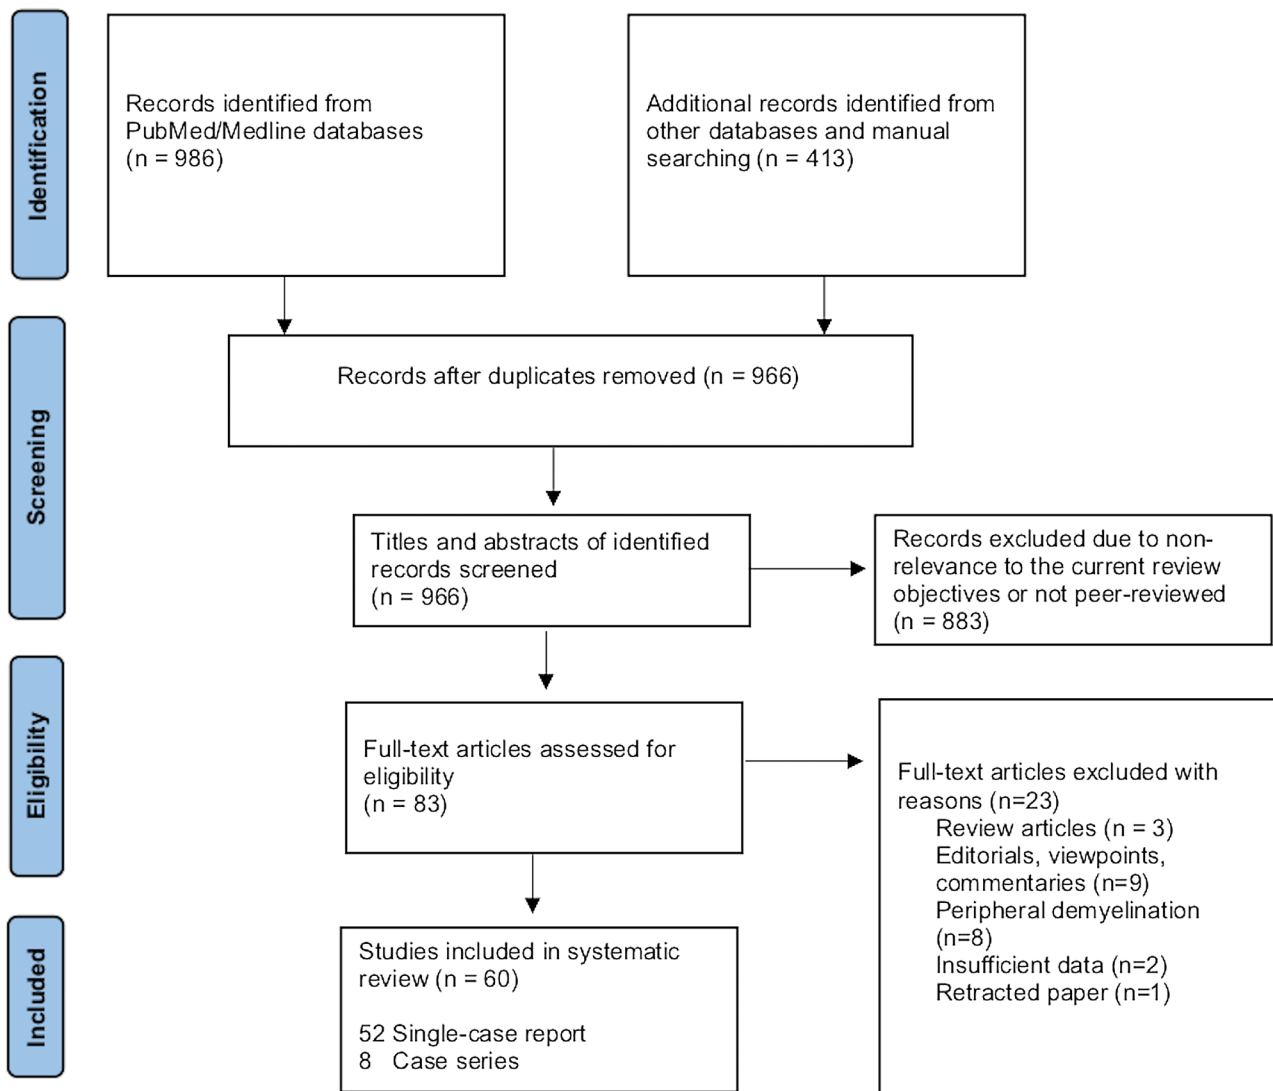 Identification
Records identified from
PubMed/Medline databases
(n = 986)
Additional records identified from
other databases and manual
searching (n = 413)
Screening
Records after duplicates removed (n = 966)
Titles and abstracts of identified
records screened
(n = 966)
Records excluded due to non-
relevance to the current review
objectives or not peer-reviewed
(n = 883)
Eligibility
Full-text articles assessed for
eligibility
(n = 83)
Full-text articles excluded with
reasons (n=23)
Review articles (n = 3)
Editorials, viewpoints,
commentaries (n=9)
Peripheral demyelination
(n=8)
Insufficient data (n=2)
Retracted paper (n=1)
Included
Studies included in systematic
review (n = 60)
52 Single-case report
8 Case series